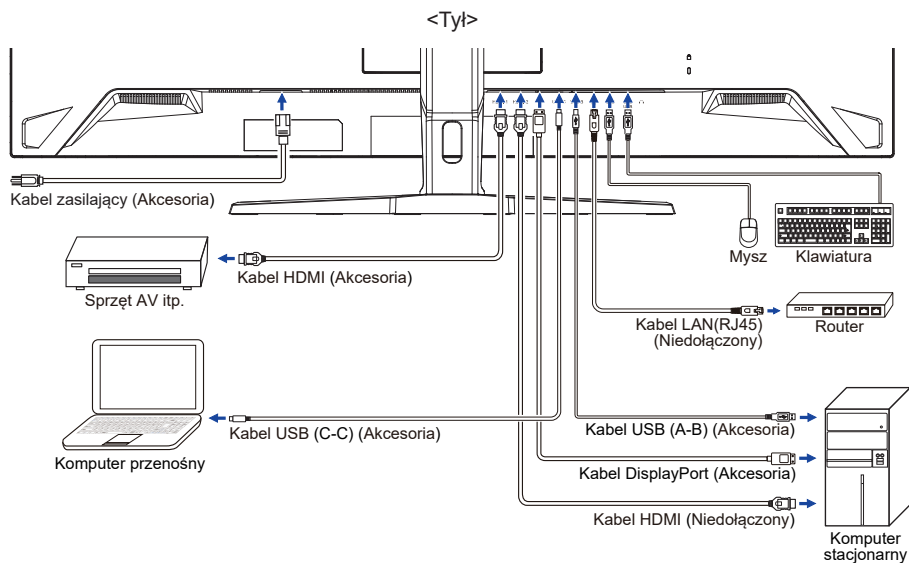 <Tył>
Kabel zasilający (Akcesoria)
Mysz
Klawiatura
Kabel HDMI (Akcesoria)
Sprzęt AV itp.
Kabel LAN(RJ45)
(Niedołączony)
Router
Kabel USB (C-C) (Akcesoria)
Kabel USB (A-B) (Akcesoria)
Komputer przenośny
Kabel DisplayPort (Akcesoria)
Kabel HDMI (Niedołączony)
Komputer
stacjonarny